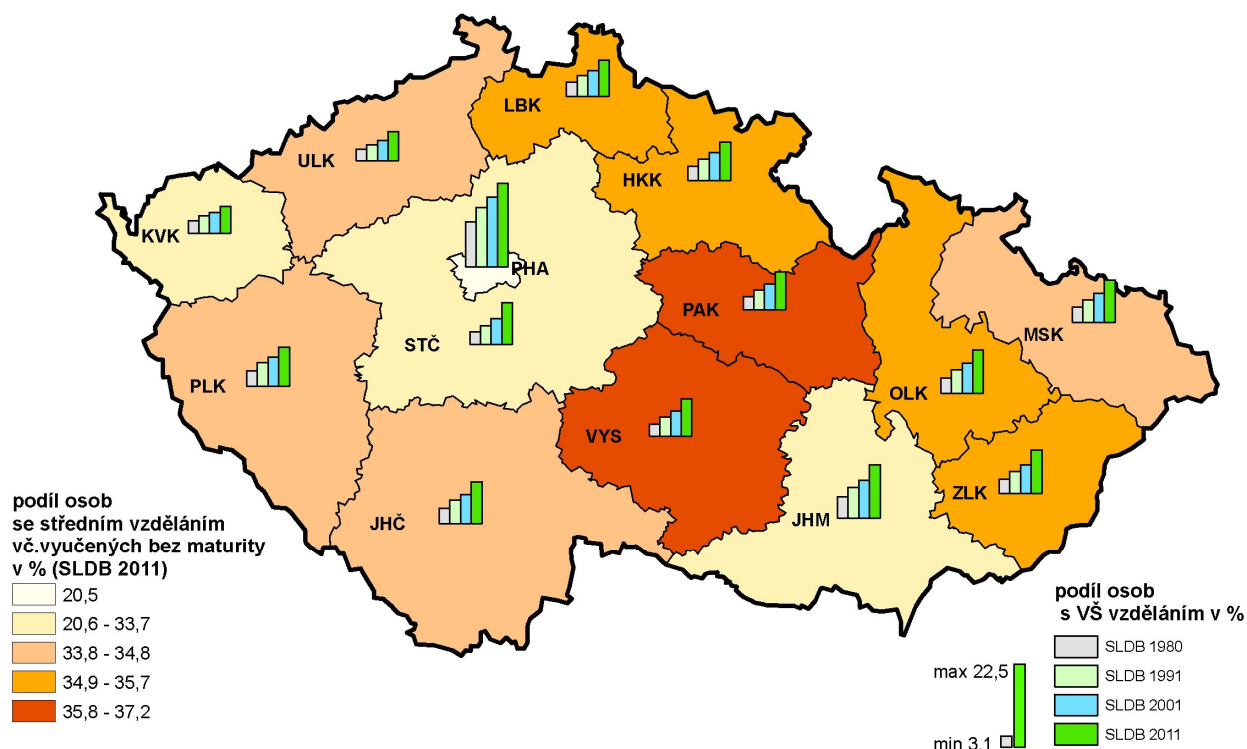 LBK
ULK
HKK
KVK
PHA
PAK
STČ
MSK
PLK
OLK
VYS
ZLK
JHČ
JHM
podíl osob
se středním vzděláním
vč.vyučených bez maturity
v % (SLDB 2011)
20,5
20,6 - 33,7
33,8 - 34,8
34,9 - 35,7
35,8 - 37,2
podíl osob
s VŠ vzděláním v %
SLDB 1980
SLDB 1991
SLDB 2001
SLDB 2011
max 22,5
min 3,1